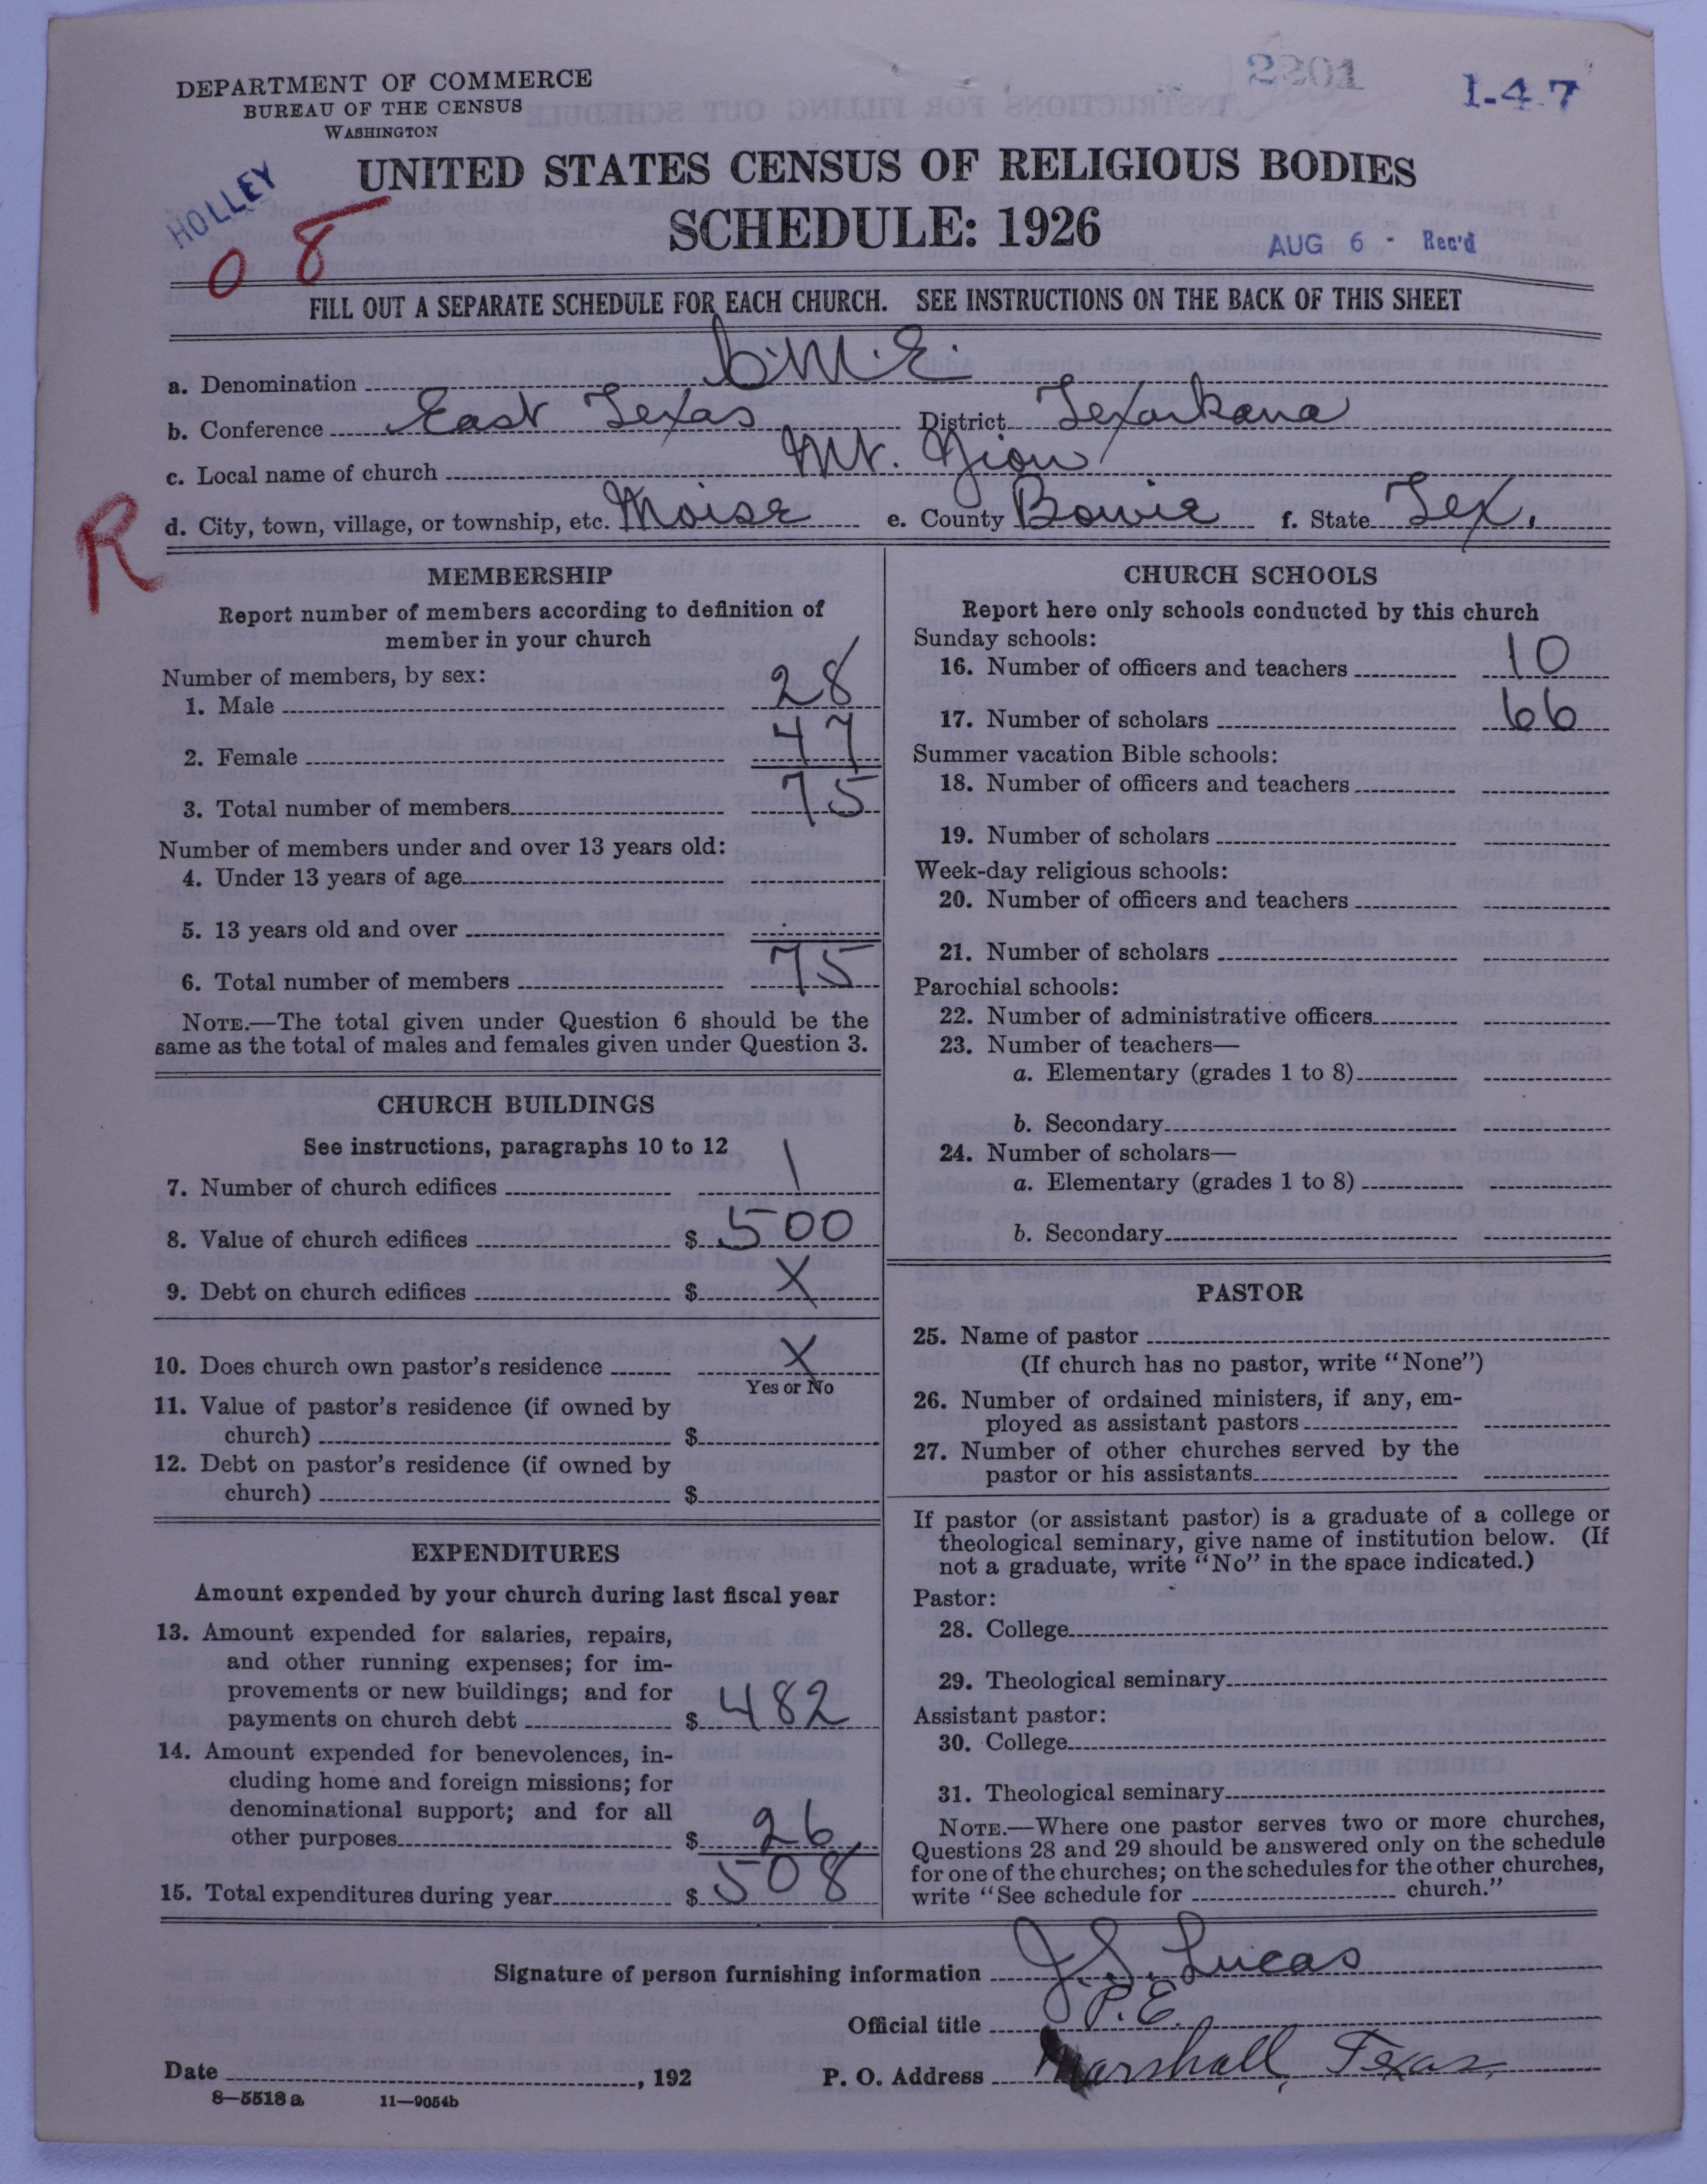 DEPARTMENT OF COMMERCE
BUREAU OF THE CENSUS
WASHINGTON
2201
1-47
HOLLEY
08
UNITED STATES CENSUS OF RELIGIOUS BODIES
SCHEDULE: 1926
AUG 6 - Rec'd
FILL OUT A SEPARATE SCHEDULE FOR EACH CHURCH. SEE INSTRUCTIONS ON THE BACK OF THIS SHEET
a. Denomination C.M.E.
b. Conference East Texas District Texarkana
c. Local name of church Mt. Zion
R
d. City, town, village, or township, etc. Moise e. County Bowie f. State Tex.
MEMBERSHIP
Report number of members according to definition of
member in your church
Number of members, by sex:
1. Male 28
2. Female 47
3. Total number of members 75
Number of members under and over 13 years old:
4. Under 13 years of age
5. 13 years old and over
6. Total number of members 75
NOTE.—The total given under Question 6 should be the
same as the total of males and females given under Question 3.
CHURCH BUILDINGS
See instructions, paragraphs 10 to 12
7. Number of church edifices 1
8. Value of church edifices $ 500
9. Debt on church edifices $ X
10. Does church own pastor's residence X
Yes or No
11. Value of pastor's residence (if owned by
church) $
12. Debt on pastor's residence (if owned by
church) $
EXPENDITURES
Amount expended by your church during last fiscal year
13. Amount expended for salaries, repairs,
and other running expenses; for im-
provements or new buildings; and for
payments on church debt $ 482
14. Amount expended for benevolences, in-
cluding home and foreign missions; for
denominational support; and for all
other purposes $ 26
15. Total expenditures during year $ 508
CHURCH SCHOOLS
Report here only schools conducted by this church
Sunday schools:
16. Number of officers and teachers 10
17. Number of scholars 66
Summer vacation Bible schools:
18. Number of officers and teachers
19. Number of scholars
Week-day religious schools:
20. Number of officers and teachers
21. Number of scholars
Parochial schools:
22. Number of administrative officers
23. Number of teachers—
a. Elementary (grades 1 to 8)
b. Secondary
24. Number of scholars—
a. Elementary (grades 1 to 8)
b. Secondary
PASTOR
25. Name of pastor
(If church has no pastor, write "None")
26. Number of ordained ministers, if any, em-
ployed as assistant pastors
27. Number of other churches served by the
pastor or his assistants
If pastor (or assistant pastor) is a graduate of a college or
theological seminary, give name of institution below. (If
not a graduate, write "No" in the space indicated.)
Pastor:
28. College
29. Theological seminary
Assistant pastor:
30. College
31. Theological seminary
NOTE.—Where one pastor serves two or more churches,
Questions 28 and 29 should be answered only on the schedule
for one of the churches; on the schedules for the other churches,
write "See schedule for church."
Signature of person furnishing information J. S. Lucas
Official title P.E.
Date , 192 P. O. Address Marshall, Texas,
8-5518a 11-9054b